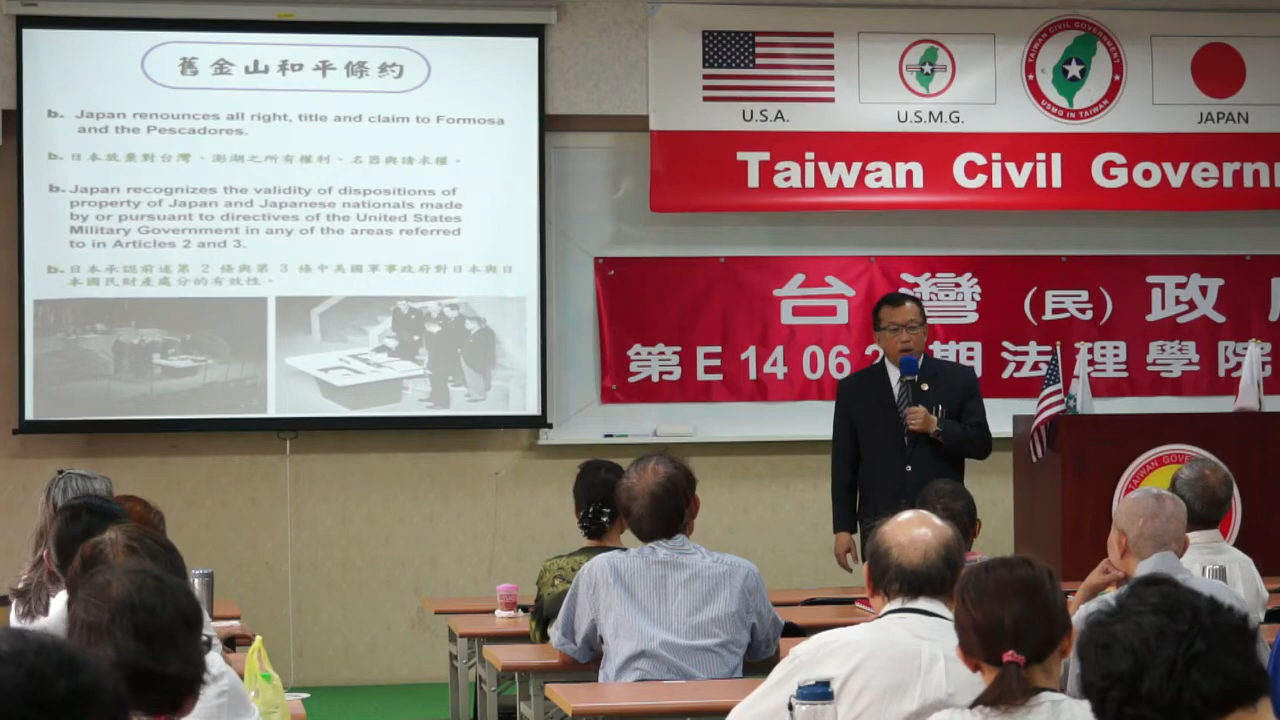 舊金山和平條約
b. Japan renounces all right, title and claim to Formosa
and the Pescadores.
b. 日本放棄對台灣、澎湖之所有權利、名器與請求權。
b. Japan recognizes the validity of dispositions of
property of Japan and Japanese nationals made
by or pursuant to directives of the United States
Military Government in any of the areas referred
to in Articles 2 and 3.
b. 日本承認前述第 2 條與第 3 條中美國軍事政府對日本與日
本國民財產處分的有效性。
U.S.A.
U.S.M.G.
TAIWAN CIVIL GOVERNMENT
USMG IN TAIWAN
JAPAN
Taiwan Civil Governm
台灣(民)政
第E 14 06 2 期法理學院
TAIWAN GOVER